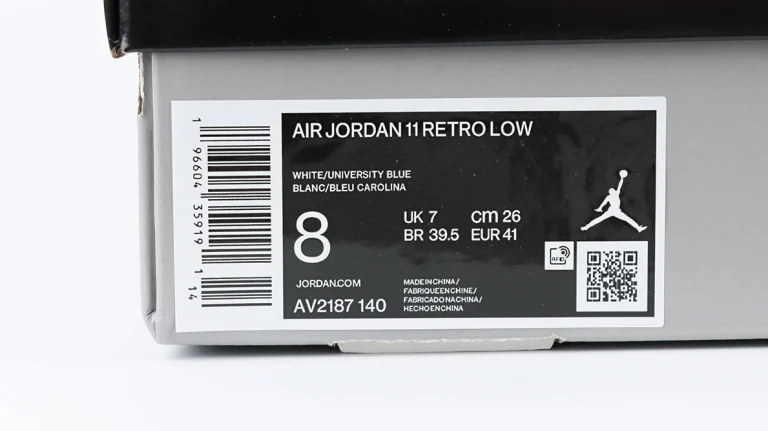 AIR JORDAN 11 RETRO LOW
WHITE/UNIVERSITY BLUE
BLANC/BLEU CAROLINA
8
UK 7 cm 26
BR 39.5 EUR 41
RFID
JORDAN.COM
AV2187 140
MADE IN CHINA/
FABRIQUE EN CHINE/
FABRICADO NA CHINA/
HECHO EN CHINA
1 96604 35919 1 14